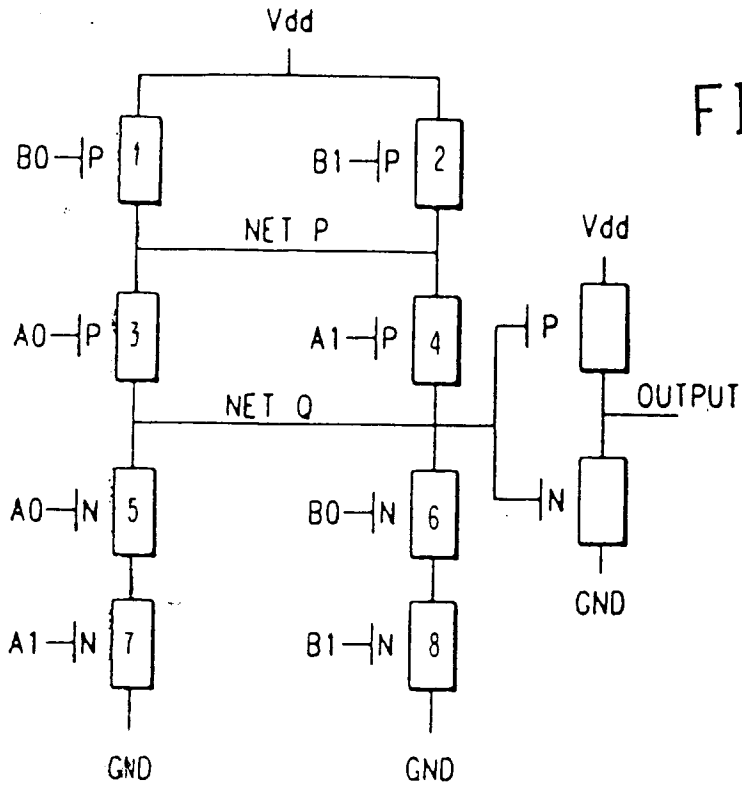 Vdd
FI
B0 P 1
B1 P 2
NET P
Vdd
A0 P 3
A1 P 4
P
NET Q
OUTPUT
A0 N 5
B0 N 6
N
A1 N 7
B1 N 8
GND
GND
GND